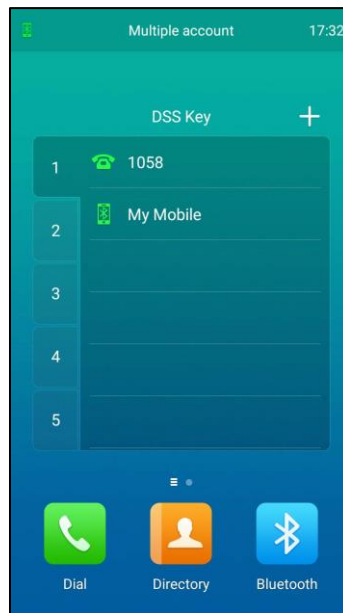 Multiple account 17:32
DSS Key +
1 1058
2 My Mobile
3
4
5
Dial Directory Bluetooth